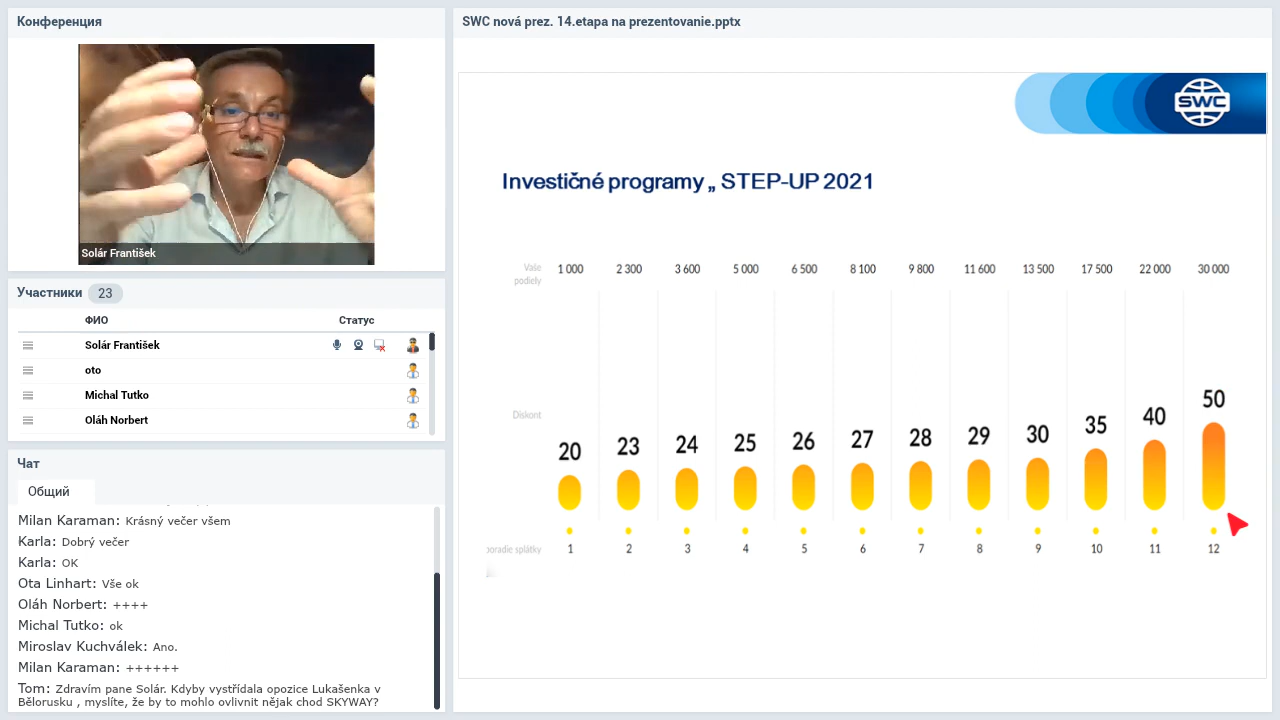 Конференция
Solár František
Участники 23
ФИО Статус
Solár František
oto
Michal Tutko
Oláh Norbert
Чат
Общий
Milan Karaman: Krásný večer všem
Karla: Dobrý večer
Karla: OK
Ota Linhart: Vše ok
Oláh Norbert: ++++
Michal Tutko: ok
Miroslav Kuchválek: Ano.
Milan Karaman: ++++++
Tom: Zdravím pane Solár. Kdyby vystřídala opozice Lukašenka v
Bělorusku , myslíte, že by to mohlo ovlivnit nějak chod SKYWAY?
SWC nová prez. 14.etapa na prezentovanie.pptx
SWC
Investičné programy „ STEP-UP 2021
Vaše
podiely
1 000 2 300 3 600 5 000 6 500 8 100 9 800 11 600 13 500 17 500 22 000 30 000
Diskont
20 23 24 25 26 27 28 29 30 35 40 50
poradie splátky 1 2 3 4 5 6 7 8 9 10 11 12